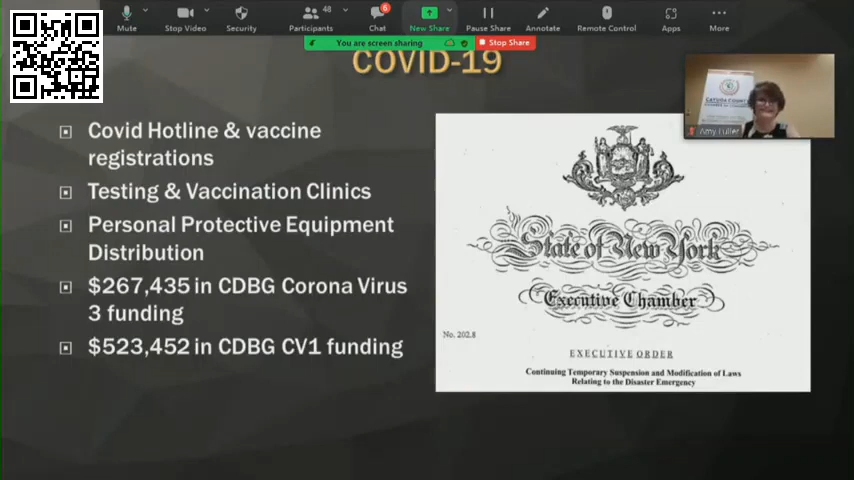 48
6
Mute
Stop Video
Security
Participants
Chat
New Share
Pause Share
Annotate
Remote Control
Apps
More
You are screen sharing
Stop Share
COVID-19
Covid Hotline & vaccine
registrations
Testing & Vaccination Clinics
Personal Protective Equipment
Distribution
$267,435 in CDBG Corona Virus
3 funding
$523,452 in CDBG CV1 funding
CAYUGA COUNTY
Amy Fuller
State of New York
Executive Chamber
No. 202.8
EXECUTIVE ORDER
Continuing Temporary Suspension and Modification of Laws
Relating to the Disaster Emergency